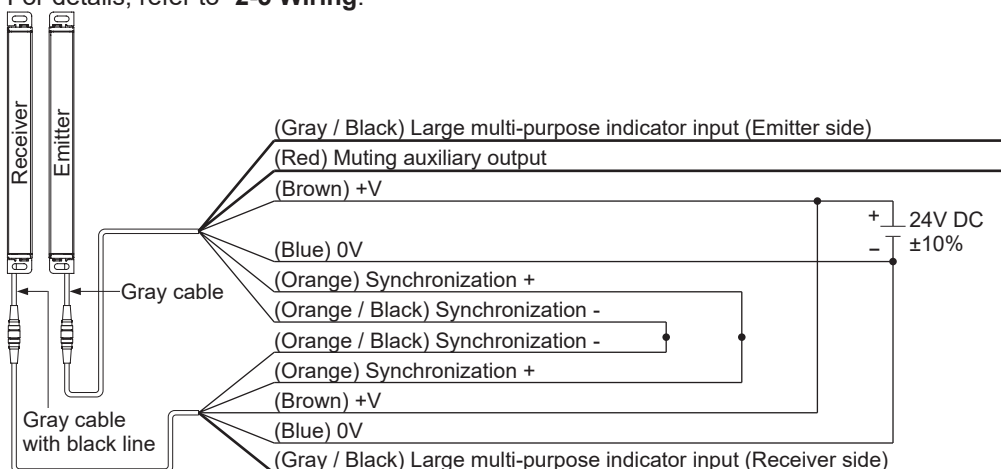 For details, refer to "2-3 Wiring."
Receiver
Emitter
(Gray / Black) Large multi-purpose indicator input (Emitter side)
(Red) Muting auxiliary output
(Brown) +V
+
24V DC
±10%
−
(Blue) 0V
(Orange) Synchronization +
Gray cable
(Orange / Black) Synchronization -
(Orange / Black) Synchronization -
(Orange) Synchronization +
(Brown) +V
Gray cable
with black line
(Blue) 0V
(Gray / Black) Large multi-purpose indicator input (Receiver side)